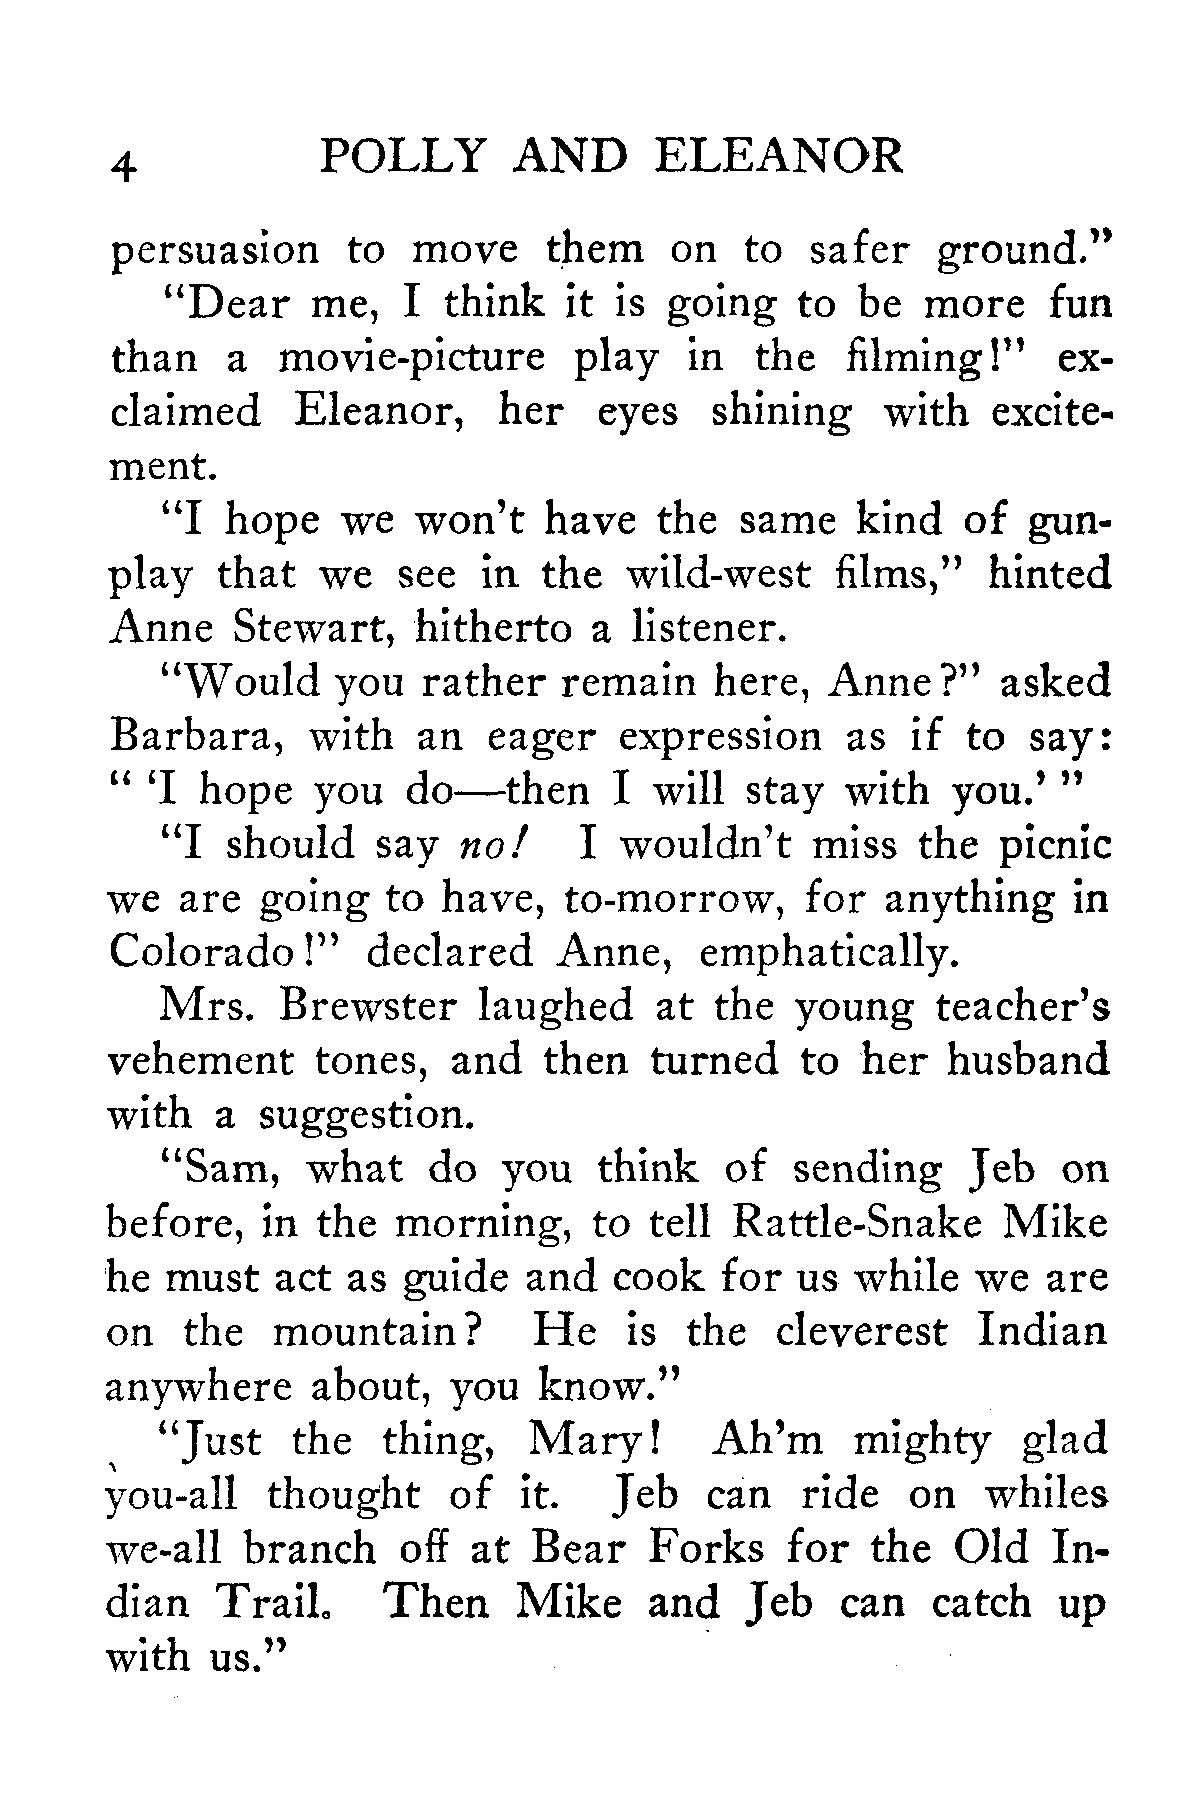 4 POLLY AND ELEANOR
persuasion to move them on to safer ground."
"Dear me, I think it is going to be more fun
than a movie-picture play in the filming!" ex-
claimed Eleanor, her eyes shining with excite-
ment.
"I hope we won't have the same kind of gun-
play that we see in the wild-west films," hinted
Anne Stewart, hitherto a listener.
"Would you rather remain here, Anne?" asked
Barbara, with an eager expression as if to say:
" 'I hope you do—then I will stay with you.' "
"I should say no! I wouldn't miss the picnic
we are going to have, to-morrow, for anything in
Colorado!" declared Anne, emphatically.
Mrs. Brewster laughed at the young teacher's
vehement tones, and then turned to her husband
with a suggestion.
"Sam, what do you think of sending Jeb on
before, in the morning, to tell Rattle-Snake Mike
he must act as guide and cook for us while we are
on the mountain? He is the cleverest Indian
anywhere about, you know."
"Just the thing, Mary! Ah'm mighty glad
you-all thought of it. Jeb can ride on whiles
we-all branch off at Bear Forks for the Old In-
dian Trail. Then Mike and Jeb can catch up
with us."